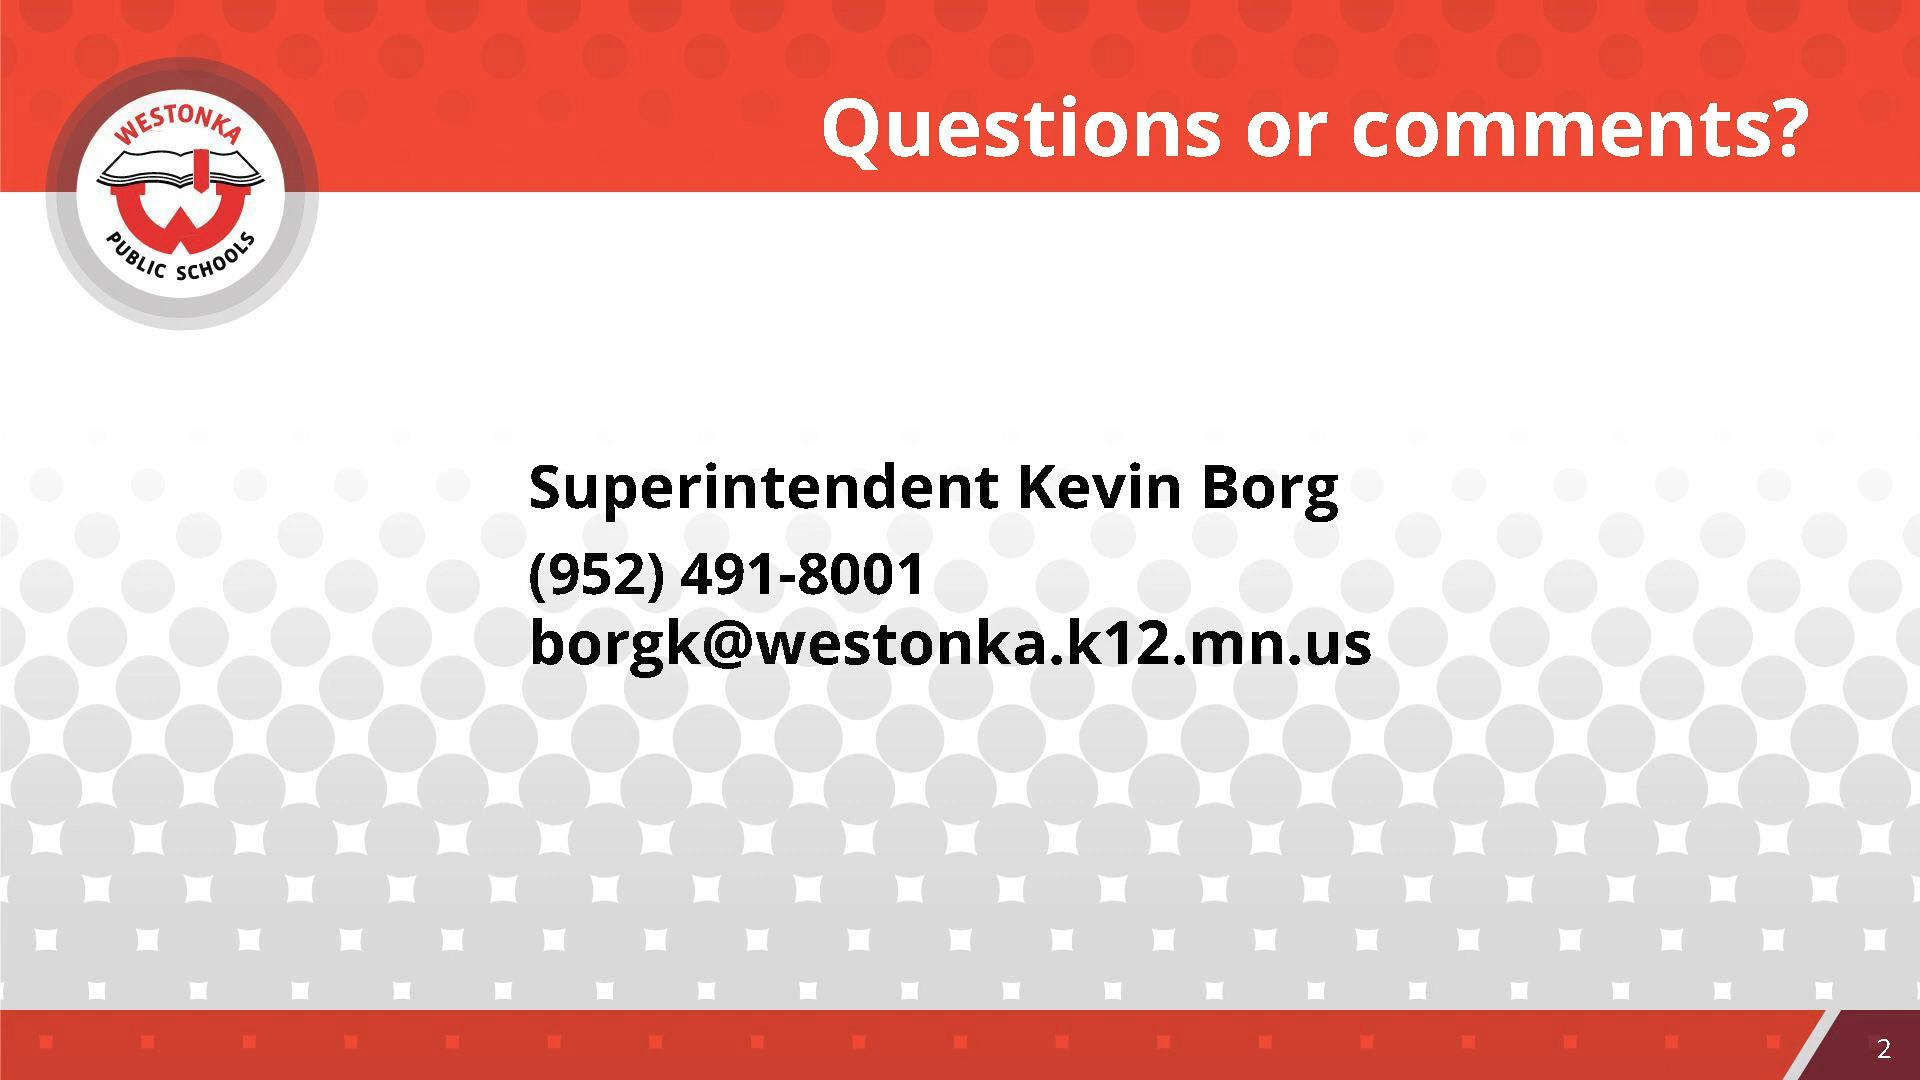 Questions or comments?
WESTONKA
PUBLIC SCHOOLS
Superintendent Kevin Borg
(952) 491-8001
borgk@westonka.k12.mn.us
2